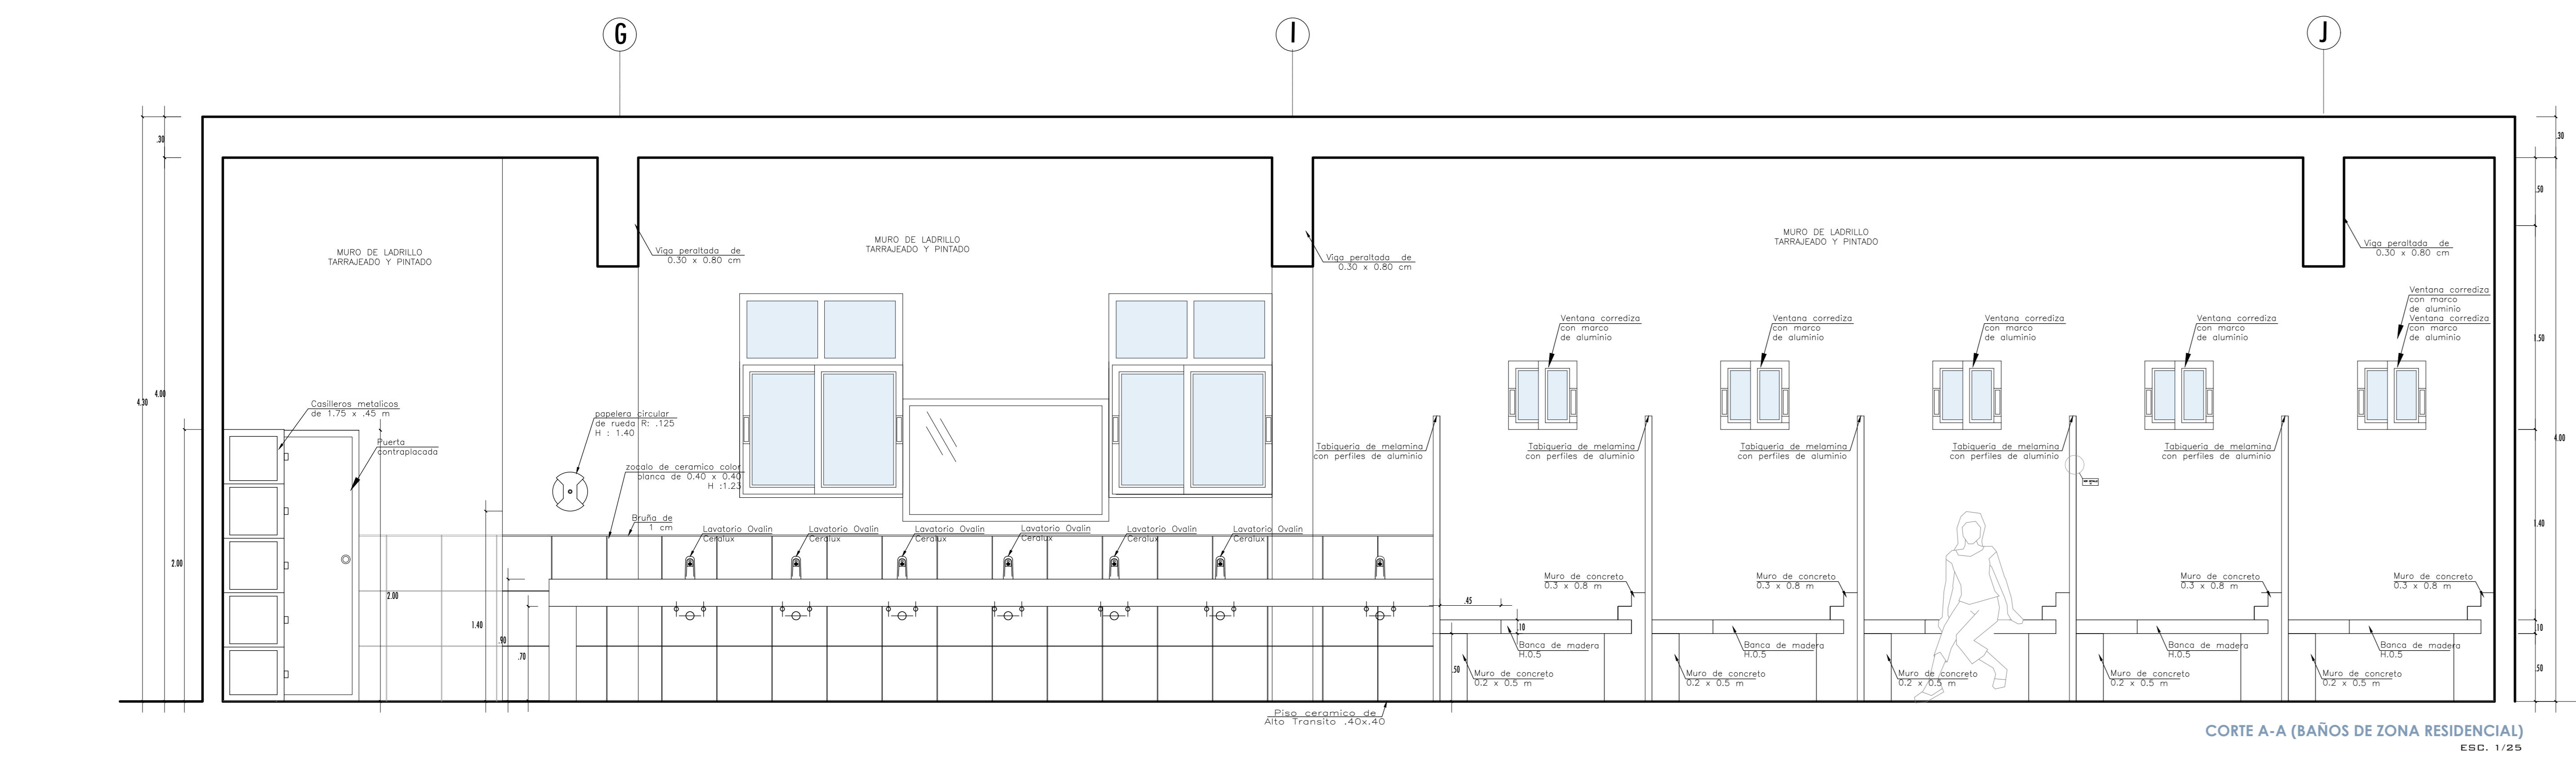 G
I
J
.30
4.30
4.00
2.00
MURO DE LADRILLO
TARRAJEADO Y PINTADO
Casilleros metalicos
de 1.75 x .45 m
Puerta
contraplacada
2.00
1.40
.90
.70
papelera circular
de rueda R: .125
H : 1.40
zocalo de ceramico color
blanca de 0.40 x 0.40
H :1.23
Bruña de
1 cm
Viga peraltada de
0.30 x 0.80 cm
MURO DE LADRILLO
TARRAJEADO Y PINTADO
Lavatorio Ovalin
Ceralux
Lavatorio Ovalin
Ceralux
Lavatorio Ovalin
Ceralux
Lavatorio Ovalin
Ceralux
Lavatorio Ovalin
Ceralux
Lavatorio Ovalin
Ceralux
Viga peraltada de
0.30 x 0.80 cm
Piso ceramico de
Alto Transito .40x.40
MURO DE LADRILLO
TARRAJEADO Y PINTADO
Viga peraltada de
0.30 x 0.80 cm
Ventana corrediza
con marco
de aluminio
Ventana corrediza
con marco
de aluminio
Ventana corrediza
con marco
de aluminio
Ventana corrediza
con marco
de aluminio
Ventana corrediza
con marco
de aluminio
Ventana corrediza
con marco
de aluminio
Tabiqueria de melamina
con perfiles de aluminio
Tabiqueria de melamina
con perfiles de aluminio
Tabiqueria de melamina
con perfiles de aluminio
Tabiqueria de melamina
con perfiles de aluminio
Tabiqueria de melamina
con perfiles de aluminio
Muro de concreto
0.3 x 0.8 m
Muro de concreto
0.3 x 0.8 m
Muro de concreto
0.3 x 0.8 m
Muro de concreto
0.3 x 0.8 m
.45
.10
.50
Banca de madera
H.0.5
Banca de madera
H.0.5
Banca de madera
H.0.5
Banca de madera
H.0.5
Muro de concreto
0.2 x 0.5 m
Muro de concreto
0.2 x 0.5 m
Muro de concreto
0.2 x 0.5 m
Muro de concreto
0.2 x 0.5 m
Muro de concreto
0.2 x 0.5 m
.30
.50
1.50
4.00
1.40
.10
.50
CORTE A-A (BAÑOS DE ZONA RESIDENCIAL)
ESC. 1/25